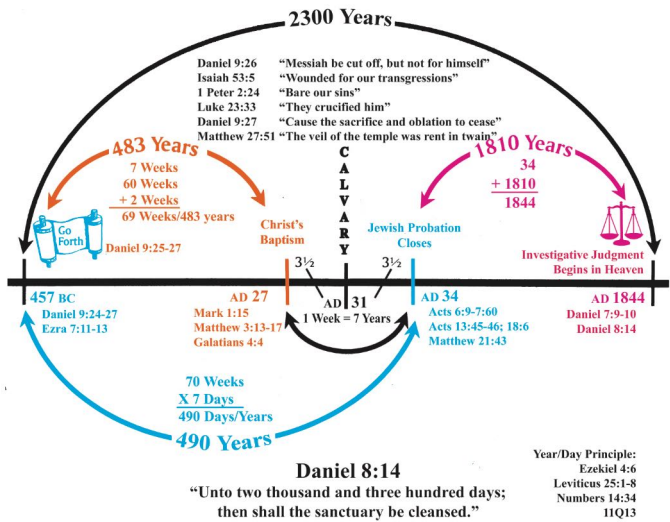 2300 Years
Daniel 9:26 “Messiah be cut off, but not for himself”
Isaiah 53:5 “Wounded for our transgressions”
1 Peter 2:24 “Bare our sins”
Luke 23:33 “They crucified him”
Daniel 9:27 “Cause the sacrifice and oblation to cease”
Matthew 27:51 “The veil of the temple was rent in twain”
483 Years
7 Weeks
60 Weeks
+ 2 Weeks
69 Weeks/483 years
CALVARY
1810 Years
34
+ 1810
1844
Go
Forth
Daniel 9:25-27
Christ’s
Baptism
Jewish Probation
Closes
Investigative Judgment
Begins in Heaven
3½
3½
457 BC
Daniel 9:24-27
Ezra 7:11-13
AD 27
Mark 1:15
Matthew 3:13-17
Galatians 4:4
AD 31
1 Week = 7 Years
AD 34
Acts 6:9-7:60
Acts 13:45-46; 18:6
Matthew 21:43
AD 1844
Daniel 7:9-10
Daniel 8:14
70 Weeks
X 7 Days
490 Days/Years
490 Years
Daniel 8:14
“Unto two thousand and three hundred days;
then shall the sanctuary be cleansed.”
Year/Day Principle:
Ezekiel 4:6
Leviticus 25:1-8
Numbers 14:34
11Q13